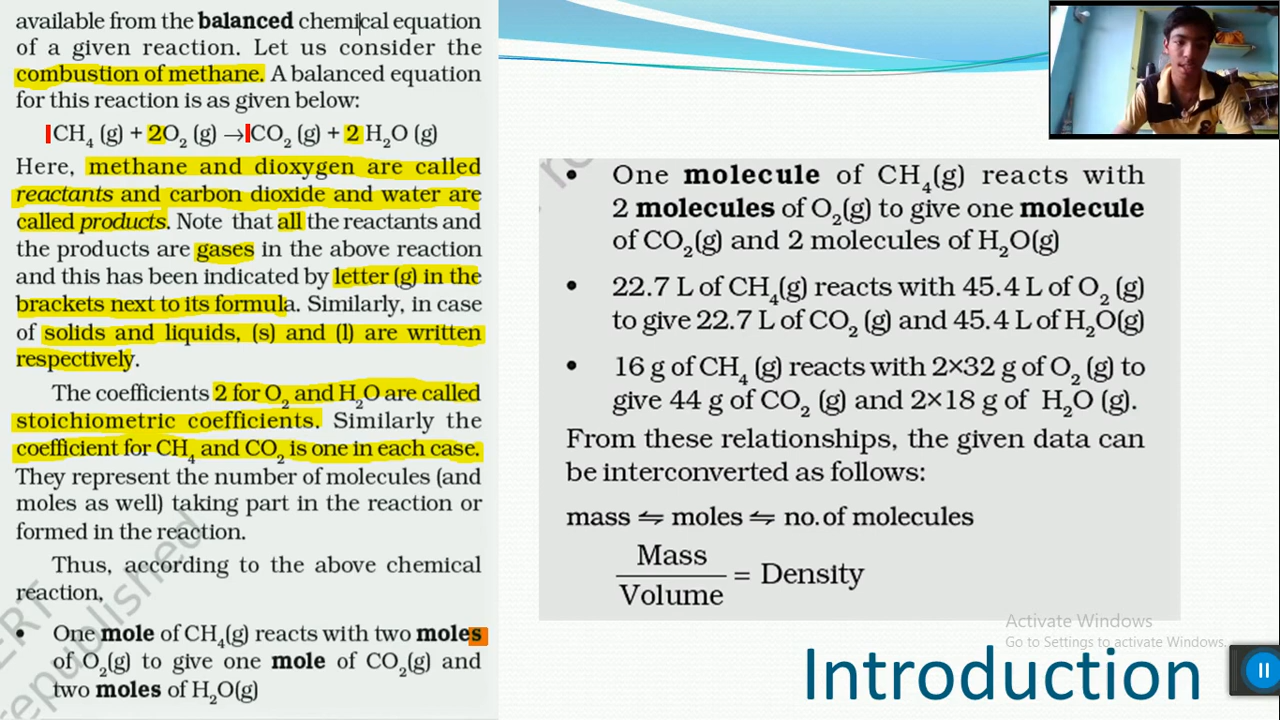 available from the balanced chemical equation
of a given reaction. Let us consider the
combustion of methane. A balanced equation
for this reaction is as given below:
CH₄ (g) + 2O₂ (g) → CO₂ (g) + 2 H₂O (g)
Here, methane and dioxygen are called
reactants and carbon dioxide and water are
called products. Note that all the reactants and
the products are gases in the above reaction
and this has been indicated by letter (g) in the
brackets next to its formula. Similarly, in case
of solids and liquids, (s) and (l) are written
respectively.
The coefficients 2 for O₂ and H₂O are called
stoichiometric coefficients. Similarly the
coefficient for CH₄ and CO₂ is one in each case.
They represent the number of molecules (and
moles as well) taking part in the reaction or
formed in the reaction.
Thus, according to the above chemical
reaction,
• One mole of CH₄(g) reacts with two moles
of O₂(g) to give one mole of CO₂(g) and
two moles of H₂O(g)
• One molecule of CH₄(g) reacts with
2 molecules of O₂(g) to give one molecule
of CO₂(g) and 2 molecules of H₂O(g)
• 22.7 L of CH₄(g) reacts with 45.4 L of O₂ (g)
to give 22.7 L of CO₂ (g) and 45.4 L of H₂O(g)
• 16 g of CH₄ (g) reacts with 2×32 g of O₂ (g) to
give 44 g of CO₂ (g) and 2×18 g of H₂O (g).
From these relationships, the given data can
be interconverted as follows:
mass ⇋ moles ⇋ no. of molecules
Mass
Volume = Density
Activate Windows
Go to Settings to activate Windows.
Introduction
republished